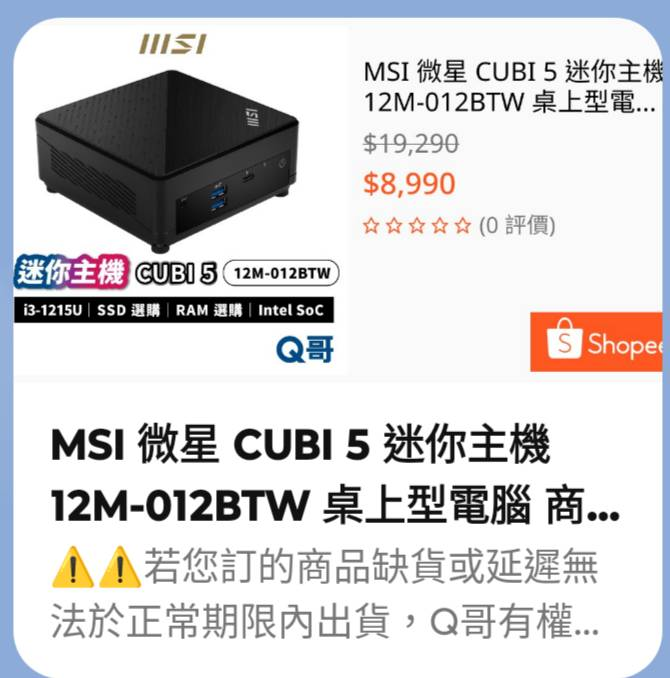 msi
MSI 微星 CUBI 5 迷你主機
12M-012BTW 桌上型電...
$19,290
$8,990
(0 評價)
迷你主機 CUBI 5 12M-012BTW
i3-1215U | SSD 選購 | RAM 選購 | Intel SoC
Q哥
S Shopee
MSI 微星 CUBI 5 迷你主機
12M-012BTW 桌上型電腦 商...
⚠️⚠️若您訂的商品缺貨或延遲無
法於正常期限內出貨，Q哥有權...